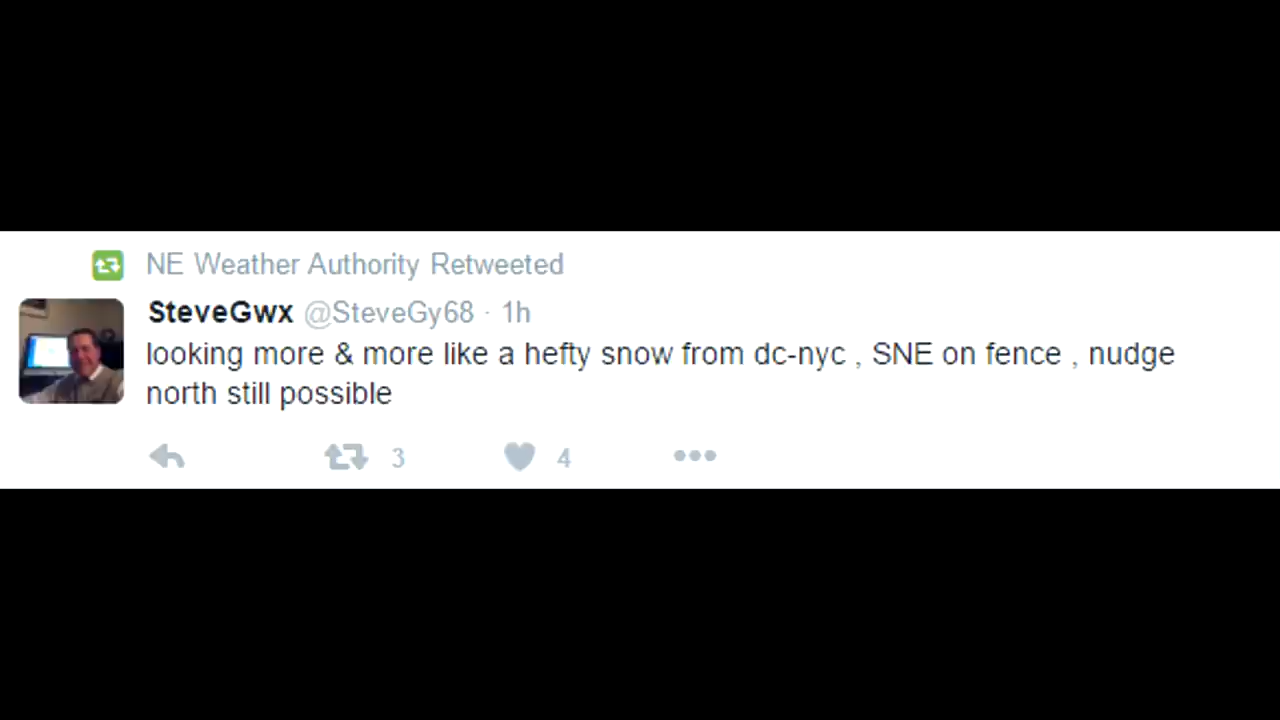 NE Weather Authority Retweeted
SteveGwx @SteveGy68 · 1h
looking more & more like a hefty snow from dc-nyc , SNE on fence , nudge
north still possible
3 4